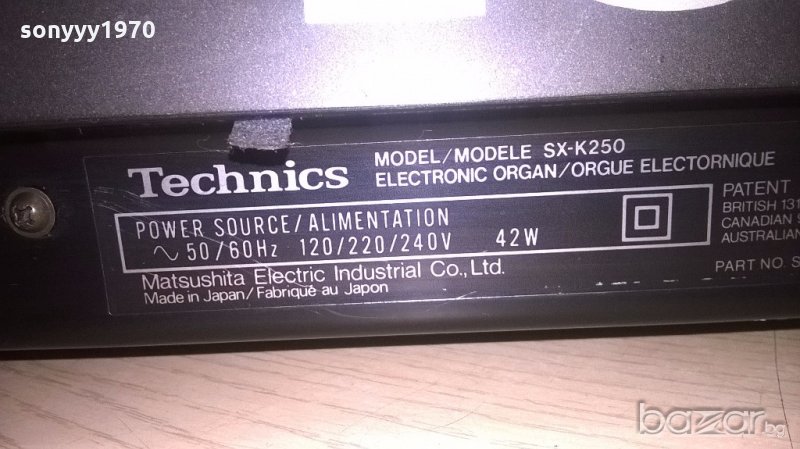 sonyyy1970
Technics
MODEL/MODELE SX-K250
ELECTRONIC ORGAN/ORGUE ELECTORNIQUE
POWER SOURCE/ALIMENTATION
∼ 50/60Hz 120/220/240V 42W
Matsushita Electric Industrial Co.,Ltd.
Made in Japan/Fabriqué au Japon
PATENT
BRITISH 131
CANADIAN S
AUSTRALIAN
PART NO. S
bazar.bg